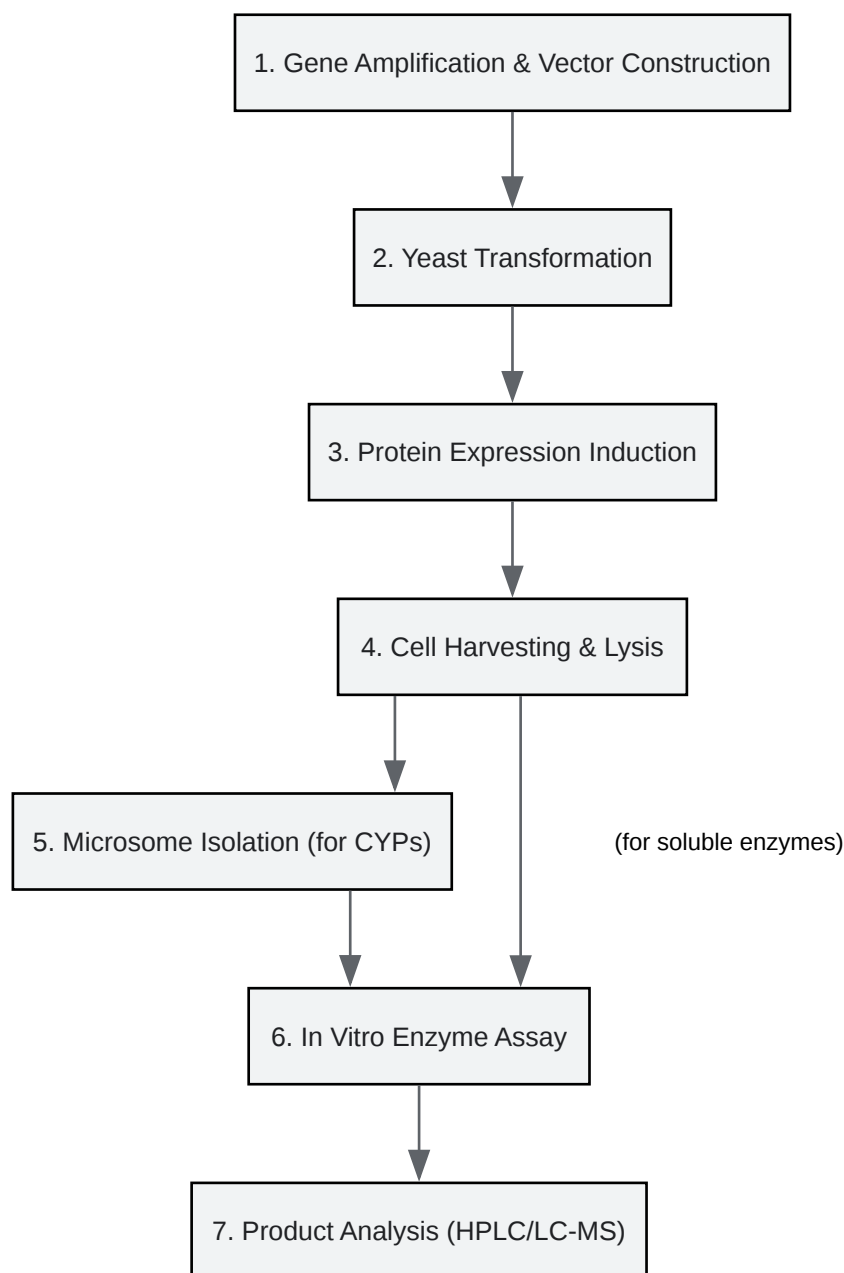 1. Gene Amplification & Vector Construction
2. Yeast Transformation
3. Protein Expression Induction
4. Cell Harvesting & Lysis
5. Microsome Isolation (for CYPs)
(for soluble enzymes)
6. In Vitro Enzyme Assay
7. Product Analysis (HPLC/LC-MS)